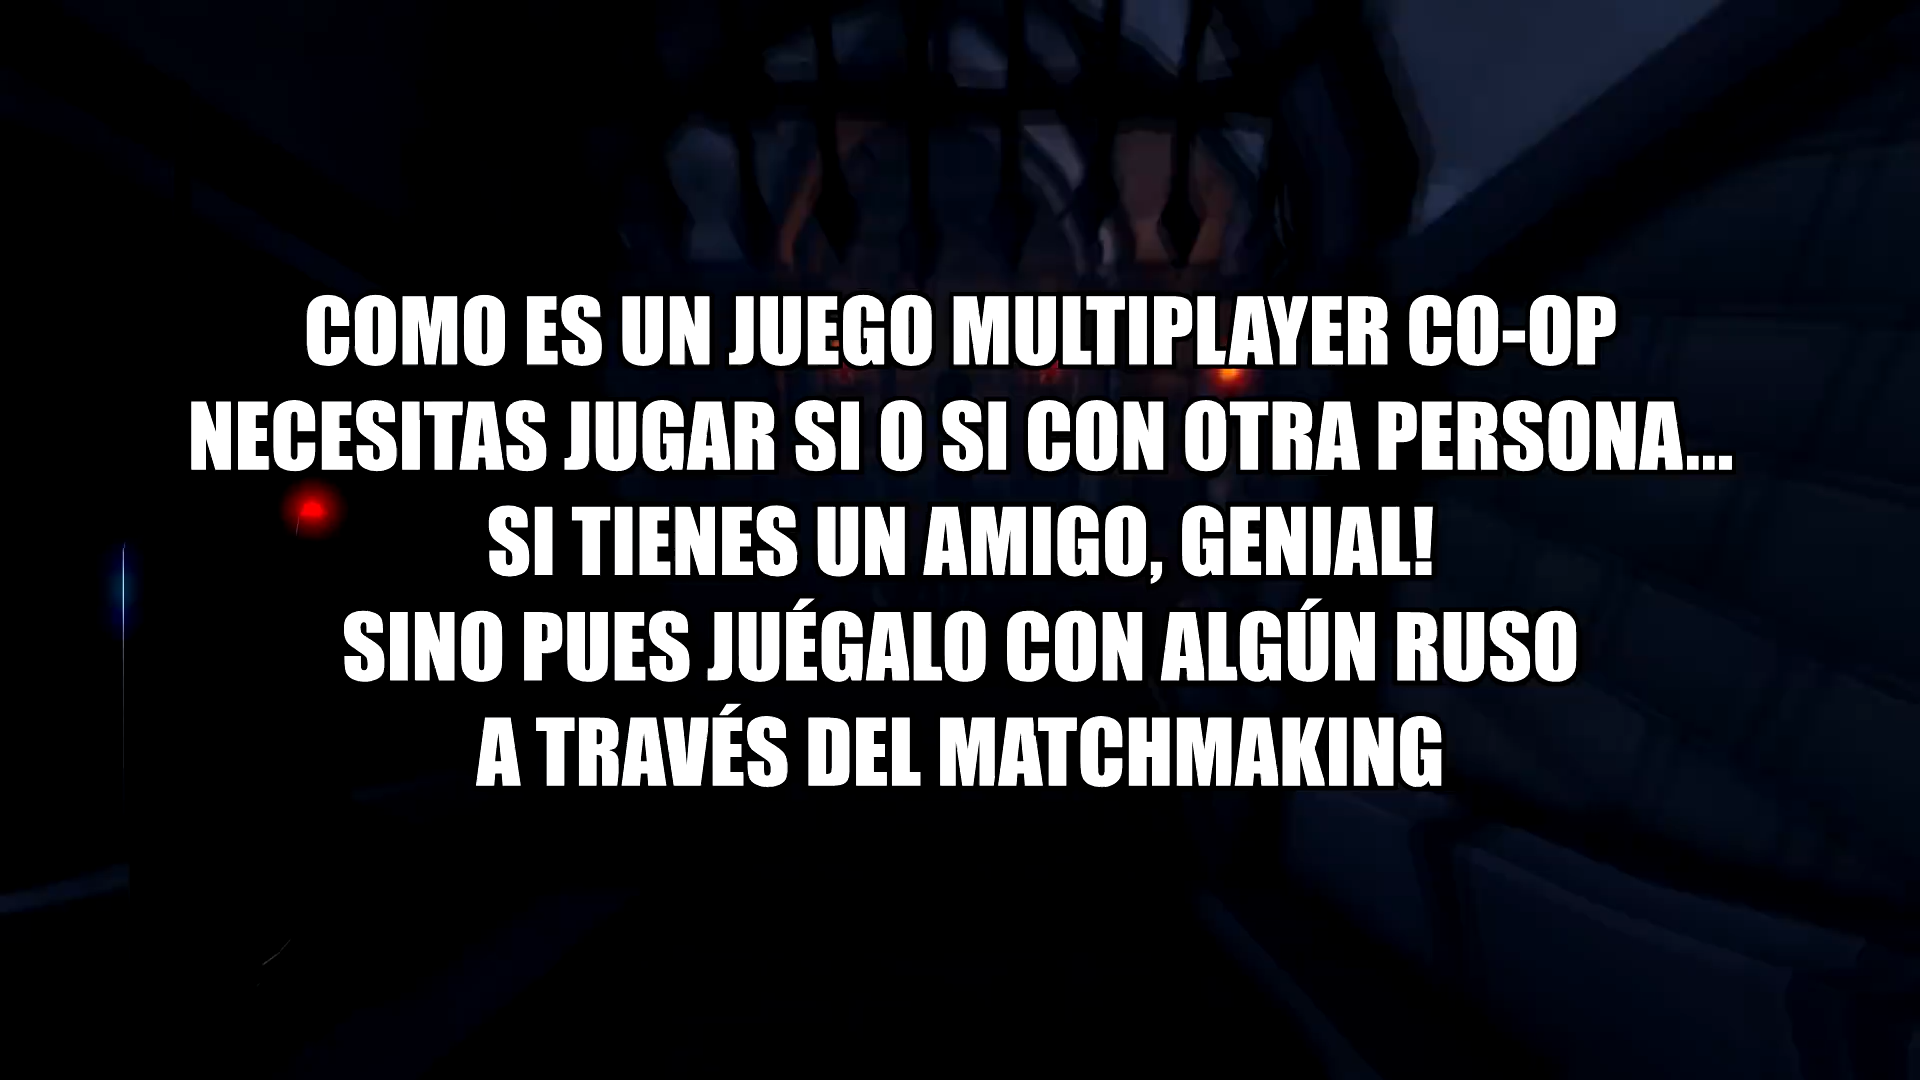 COMO ES UN JUEGO MULTIPLAYER CO-OP
NECESITAS JUGAR SI O SI CON OTRA PERSONA...
SI TIENES UN AMIGO, GENIAL!
SINO PUES JUÉGALO CON ALGÚN RUSO
A TRAVÉS DEL MATCHMAKING